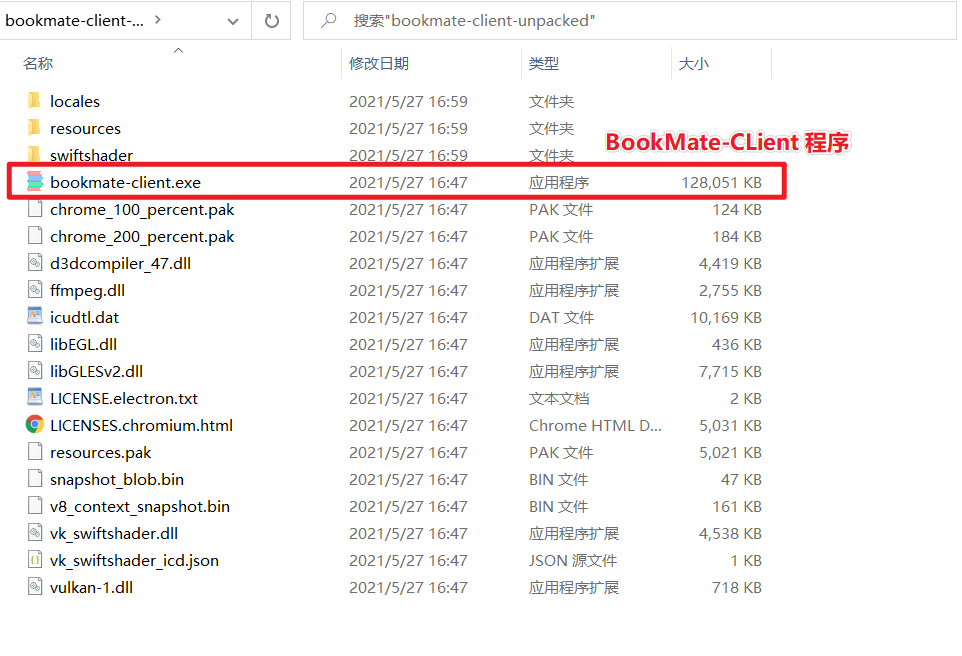 bookmate-client-... 搜索"bookmate-client-unpacked"
名称 修改日期 类型 大小
locales 2021/5/27 16:59 文件夹
resources 2021/5/27 16:59 文件夹
BookMate-CLient 程序
swiftshader 2021/5/27 16:59 文件夹
bookmate-client.exe 2021/5/27 16:47 应用程序 128,051 KB
chrome_100_percent.pak 2021/5/27 16:47 PAK 文件 124 KB
chrome_200_percent.pak 2021/5/27 16:47 PAK 文件 184 KB
d3dcompiler_47.dll 2021/5/27 16:47 应用程序扩展 4,419 KB
ffmpeg.dll 2021/5/27 16:47 应用程序扩展 2,755 KB
icudtl.dat 2021/5/27 16:47 DAT 文件 10,169 KB
libEGL.dll 2021/5/27 16:47 应用程序扩展 436 KB
libGLESv2.dll 2021/5/27 16:47 应用程序扩展 7,715 KB
LICENSE.electron.txt 2021/5/27 16:47 文本文档 2 KB
LICENSES.chromium.html 2021/5/27 16:47 Chrome HTML D... 5,031 KB
resources.pak 2021/5/27 16:47 PAK 文件 5,021 KB
snapshot_blob.bin 2021/5/27 16:47 BIN 文件 47 KB
v8_context_snapshot.bin 2021/5/27 16:47 BIN 文件 161 KB
vk_swiftshader.dll 2021/5/27 16:47 应用程序扩展 4,538 KB
vk_swiftshader_icd.json 2021/5/27 16:47 JSON 源文件 1 KB
vulkan-1.dll 2021/5/27 16:47 应用程序扩展 718 KB